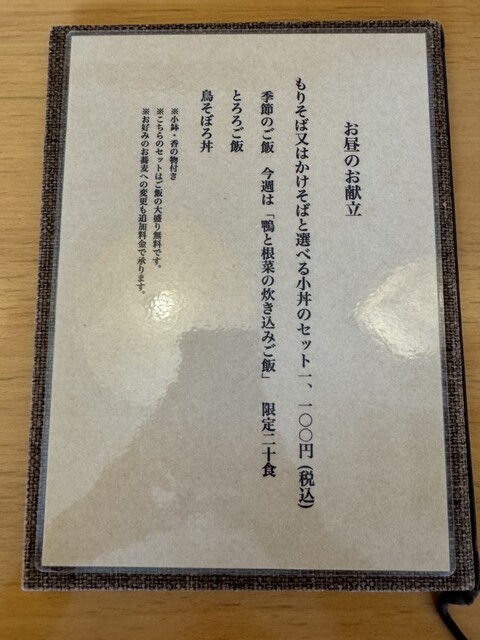 お昼のお献立
もりそば又はかけそばと選べる小丼のセット一、一〇〇円(税込)
季節のご飯 今週は「鴨と根菜の炊き込みご飯」 限定二十食
とろろご飯
鳥そぼろ丼
※小鉢・香の物付き
※こちらのセットはご飯の大盛り無料です。
※お好みのお蕎麦への変更も追加料金で承ります。